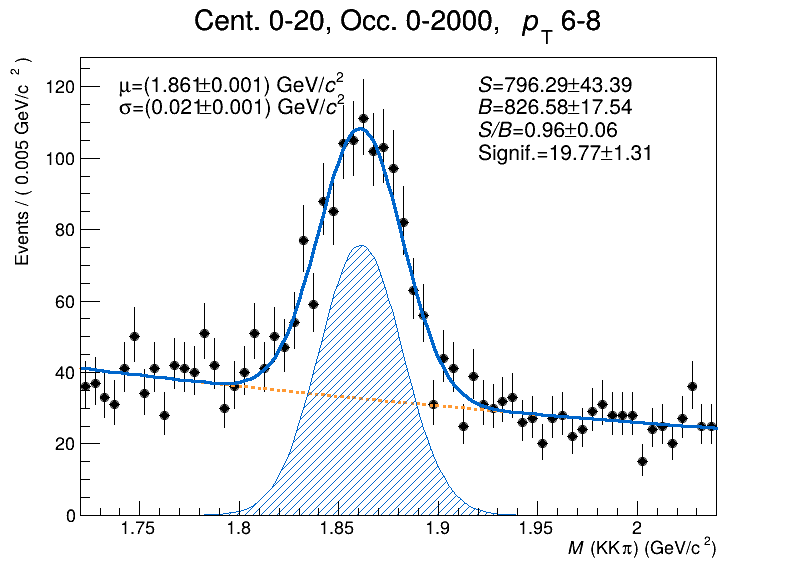 Cent. 0-20, Occ. 0-2000, p_T 6-8
μ=(1.861±0.001) GeV/c²
σ=(0.021±0.001) GeV/c²
S=796.29±43.39
B=826.58±17.54
S/B=0.96±0.06
Signif.=19.77±1.31
Events / ( 0.005 GeV/c ² )
120
100
80
60
40
20
0
1.75 1.8 1.85 1.9 1.95 2
M (KKπ) (GeV/c²)